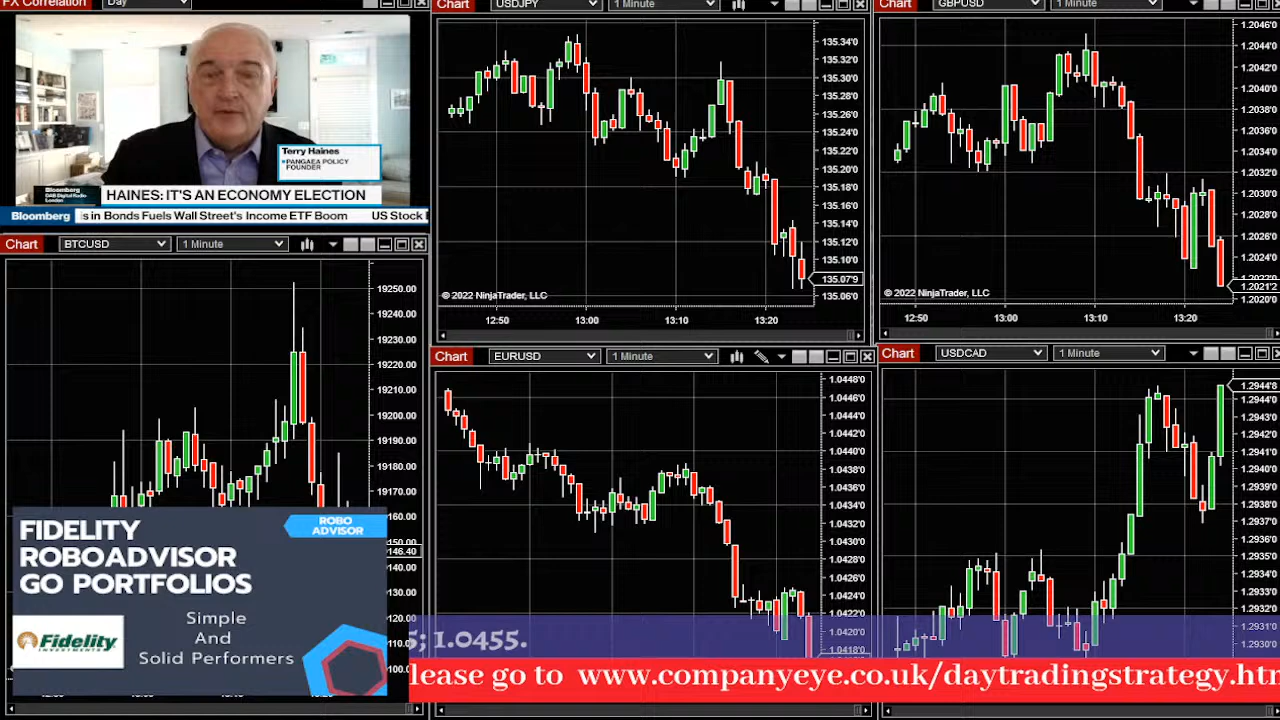 FX Correlation
Day
Terry Haines
PANGAEA POLICY
FOUNDER
Bloomberg
DAB Digital Radio
London
HAINES: IT'S AN ECONOMY ELECTION
Bloomberg
s in Bonds Fuels Wall Street's Income ETF Boom
US Stock
Chart
USDJPY
1 Minute
135.34'0
135.32'0
135.30'0
135.28'0
135.26'0
135.24'0
135.22'0
135.20'0
135.18'0
135.16'0
135.14'0
135.12'0
135.10'0
135.07'9
135.06'0
© 2022 NinjaTrader, LLC
12:50
13:00
13:10
13:20
Chart
GBPUSD
1 Minute
1.2046'0
1.2044'0
1.2042'0
1.2040'0
1.2038'0
1.2036'0
1.2034'0
1.2032'0
1.2030'0
1.2028'0
1.2026'0
1.2024'0
1.2021'2
1.2020'0
© 2022 NinjaTrader, LLC
12:50
13:00
13:10
13:20
Chart
BTCUSD
1 Minute
19250.00
19240.00
19230.00
19220.00
19210.00
19200.00
19190.00
19180.00
19170.00
FIDELITY
ROBOADVISOR
GO PORTFOLIOS
ROBO
ADVISOR
Simple
And
Solid Performers
Fidelity
INVESTMENTS
Chart
EURUSD
1 Minute
1.0448'0
1.0446'0
1.0444'0
1.0442'0
1.0440'0
1.0438'0
1.0436'0
1.0434'0
1.0432'0
1.0430'0
1.0428'0
1.0426'0
1.0424'0
1.0422'0
1.0420'0
1.0418'0
Chart
USDCAD
1 Minute
1.2944'8
1.2944'0
1.2942'0
1.2941'0
1.2940'0
1.2939'0
1.2938'0
1.2937'0
1.2935'0
1.2934'0
1.2933'0
1.2932'0
1.2931'0
1.2930'0
; 1.0455.
lease go to www.companyeye.co.uk/daytradingstrategy.htm